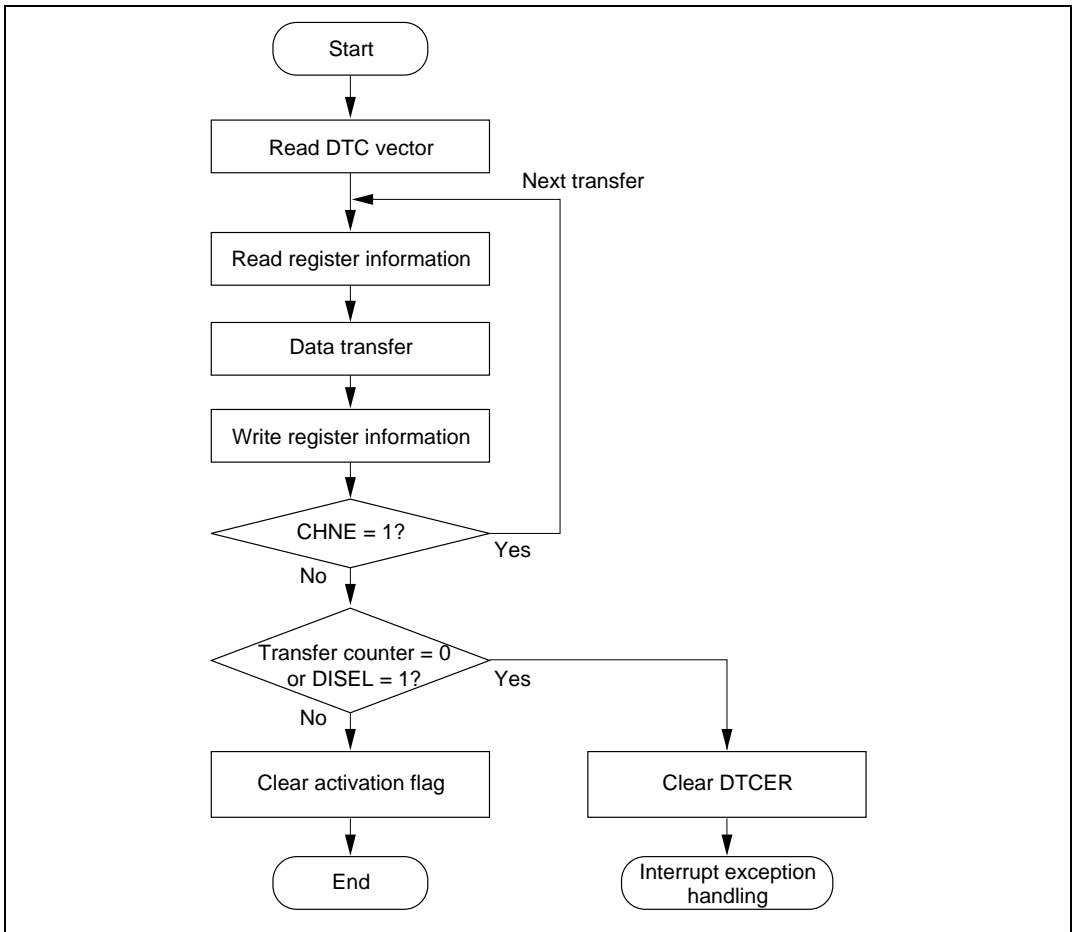 Start
Read DTC vector
Next transfer
Read register information
Data transfer
Write register information
CHNE = 1?
Yes
No
Transfer counter = 0
or DISEL = 1?
Yes
No
Clear activation flag
Clear DTCER
End
Interrupt exception
handling